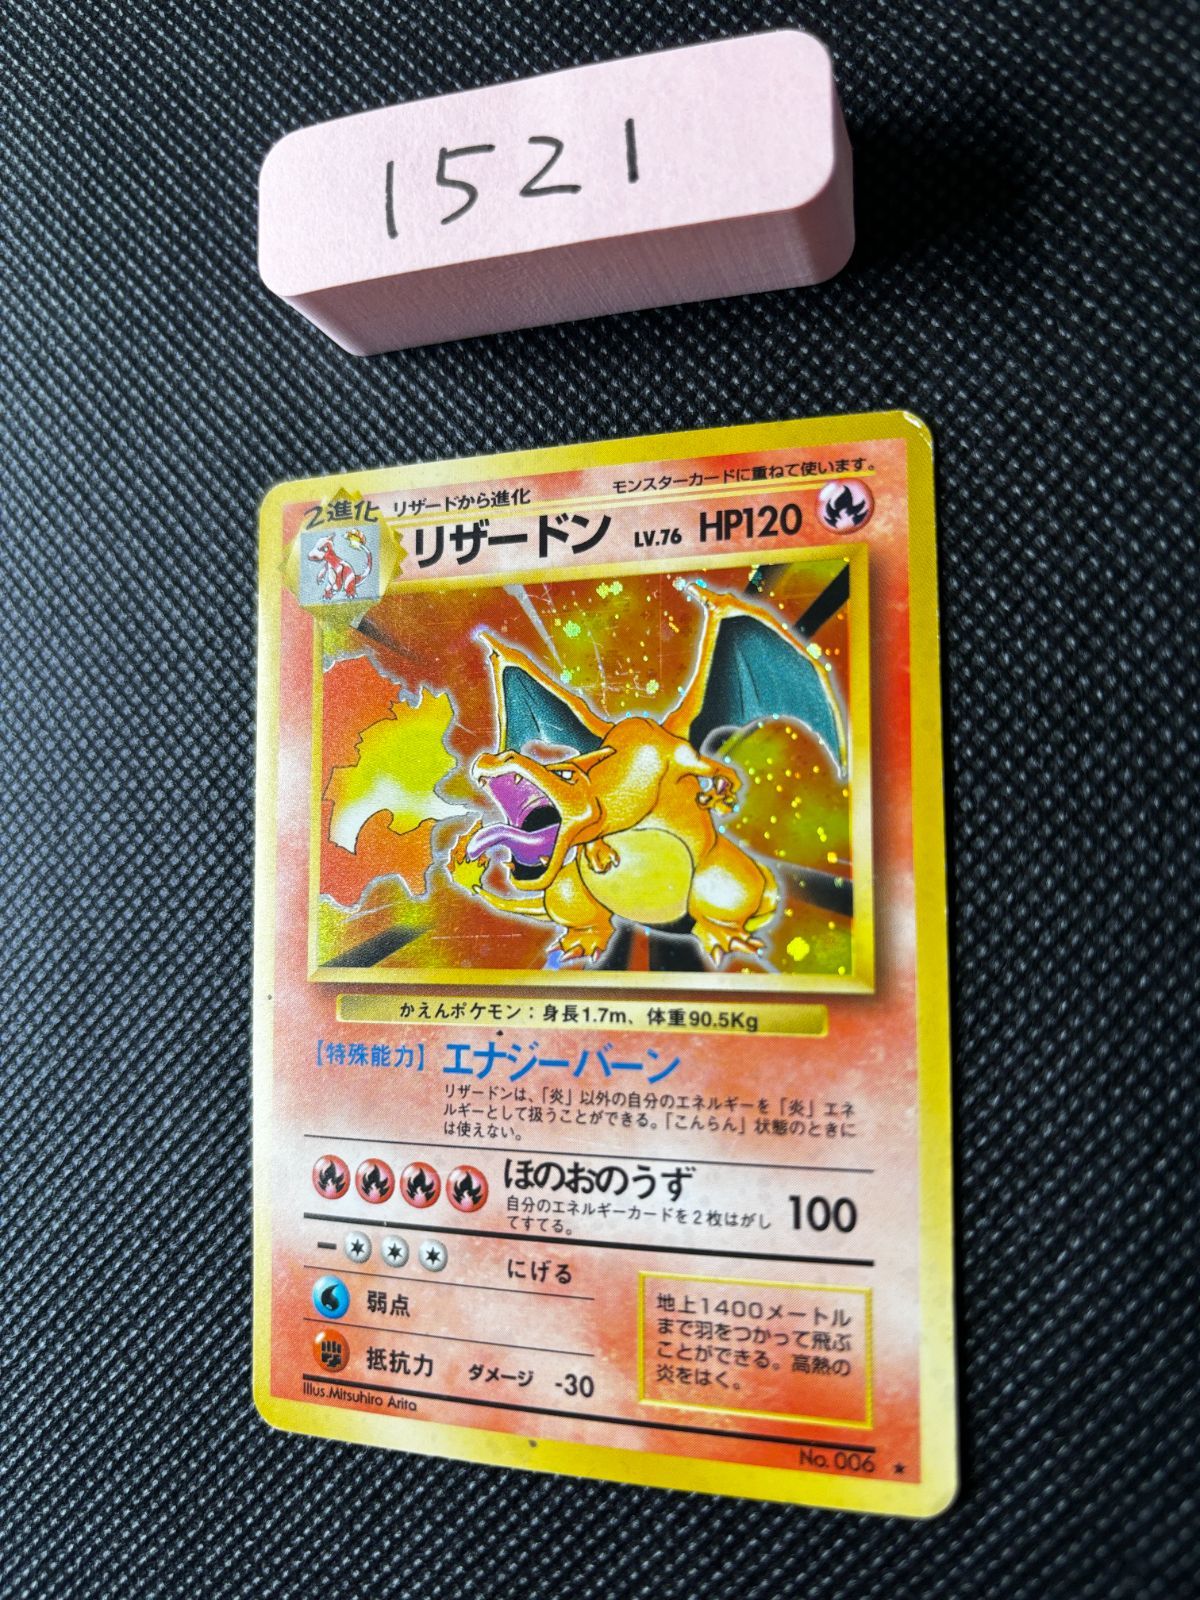 1521
2進化 リザードから進化 モンスターカードに重ねて使います。
リザードン LV.76 HP120
かえんポケモン：身長1.7m、体重90.5Kg
【特殊能力】 エナジーバーン
リザードンは、「炎」以外の自分のエネルギーを「炎」エネ
ルギーとして扱うことができる。「こんらん」状態のときに
は使えない。
ほのおのうず 100
自分のエネルギーカードを2枚はがし
てすてる。
にげる
弱点
抵抗力 ダメージ -30
地上1400メートル
まで羽をつかって飛ぶ
ことができる。高熱の
炎をはく。
Illus.Mitsuhiro Arita
No. 006 ★